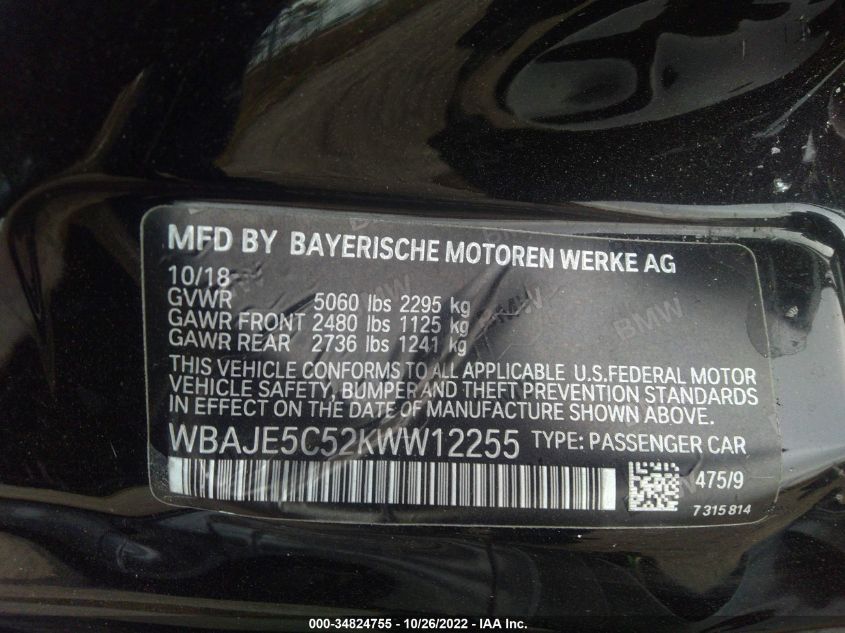 MFD BY BAYERISCHE MOTOREN WERKE AG
10/18
GVWR 5060 lbs 2295 kg
GAWR FRONT 2480 lbs 1125 kg
GAWR REAR 2736 lbs 1241 kg
THIS VEHICLE CONFORMS TO ALL APPLICABLE U.S.FEDERAL MOTOR
VEHICLE SAFETY, BUMPER AND THEFT PREVENTION STANDARDS
IN EFFECT ON THE DATE OF MANUFACTURE SHOWN ABOVE.
WBAJE5C52KWW12255 TYPE: PASSENGER CAR
475/9
7 315 814
BMW
BMW
BMW
000-34824755 - 10/26/2022 - IAA Inc.